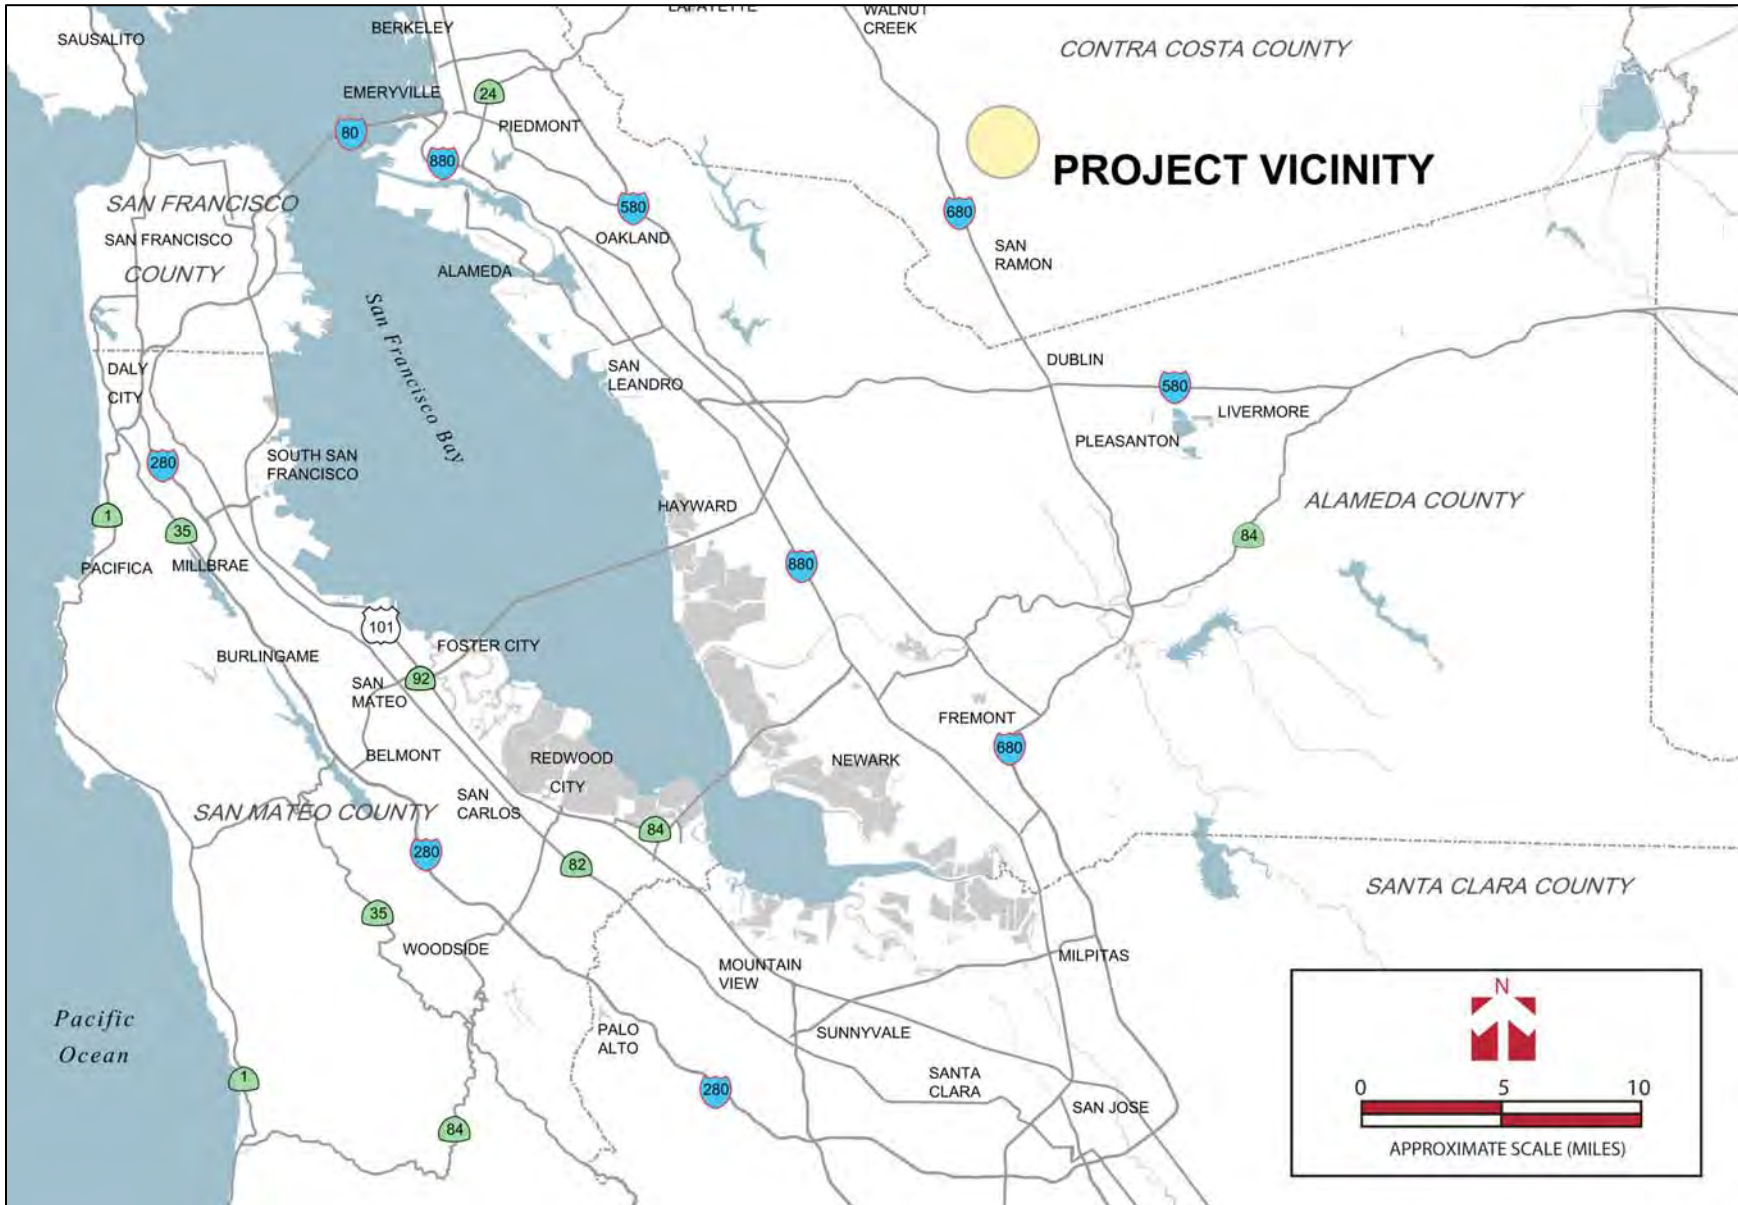 LAFAYETTE
WALNUT
CREEK
BERKELEY
SAUSALITO
CONTRA COSTA COUNTY
EMERYVILLE
24
PIEDMONT
80
880
PROJECT VICINITY
580
680
SAN FRANCISCO
COUNTY
SAN FRANCISCO
OAKLAND
SAN
RAMON
ALAMEDA
San Francisco Bay
DALY
CITY
SAN
LEANDRO
DUBLIN
580
LIVERMORE
PLEASANTON
280
SOUTH SAN
FRANCISCO
HAYWARD
ALAMEDA COUNTY
1
35
84
PACIFICA
MILLBRAE
880
101
FOSTER CITY
BURLINGAME
92
SAN
MATEO
FREMONT
680
BELMONT
REDWOOD
CITY
NEWARK
SAN MATEO COUNTY
SAN
CARLOS
84
280
82
SANTA CLARA COUNTY
35
WOODSIDE
MOUNTAIN
VIEW
MILPITAS
Pacific
Ocean
PALO
ALTO
SUNNYVALE
1
280
SANTA
CLARA
SAN JOSE
84
N
0 5 10
APPROXIMATE SCALE (MILES)